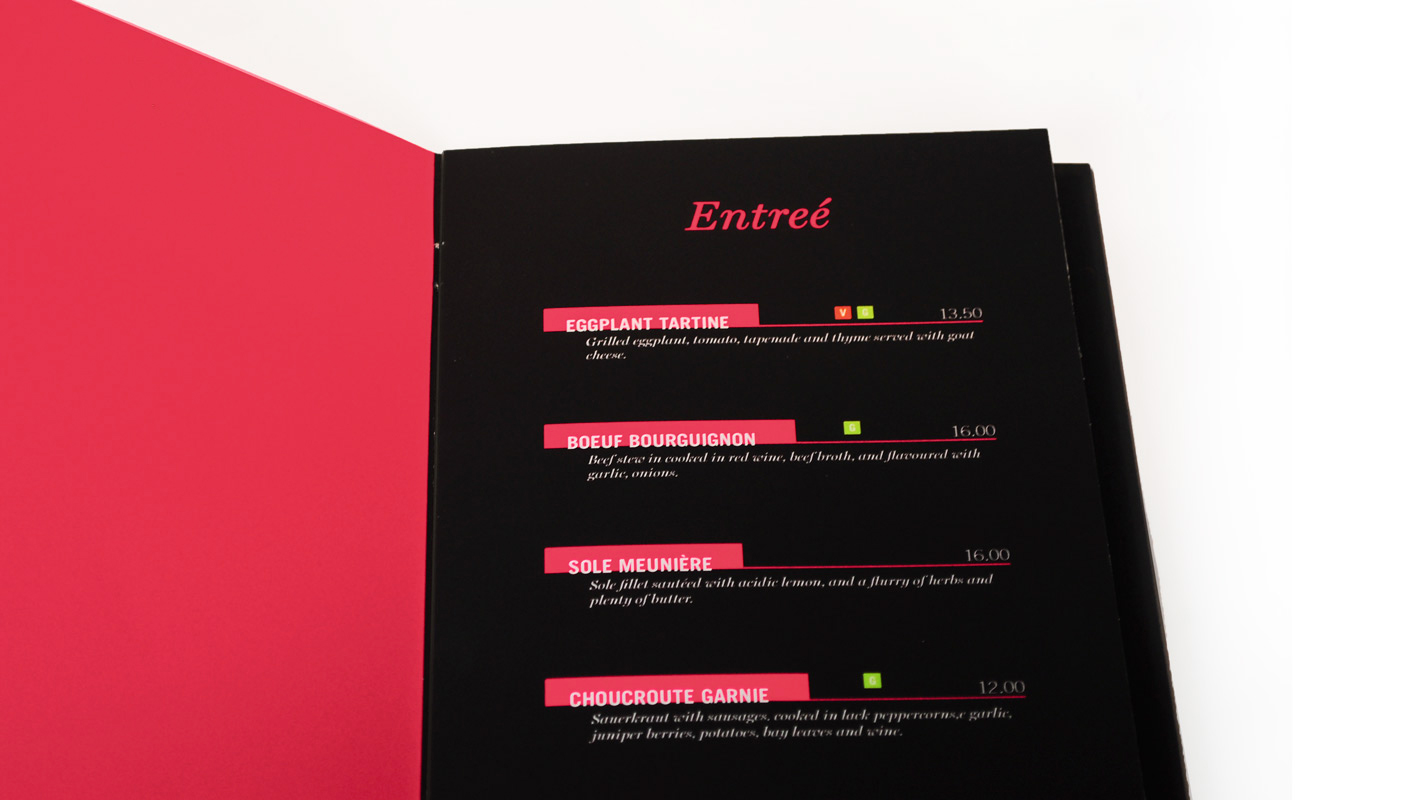 Entreé
EGGPLANT TARTINE V G 13.50
Grilled eggplant, tomato, tapenade and thyme served with goat
cheese.
BOEUF BOURGUIGNON G 16.00
Beef stew in cooked in red wine, beef broth, and flavoured with
garlic, onions.
SOLE MEUNIÈRE 16.00
Sole fillet sautéed with acidic lemon, and a flurry of herbs and
plenty of butter.
CHOUCROUTE GARNIE G 12.00
Sauerkraut with sausages, cooked in lack peppercorns,e garlic,
juniper berries, potatoes, bay leaves and wine.